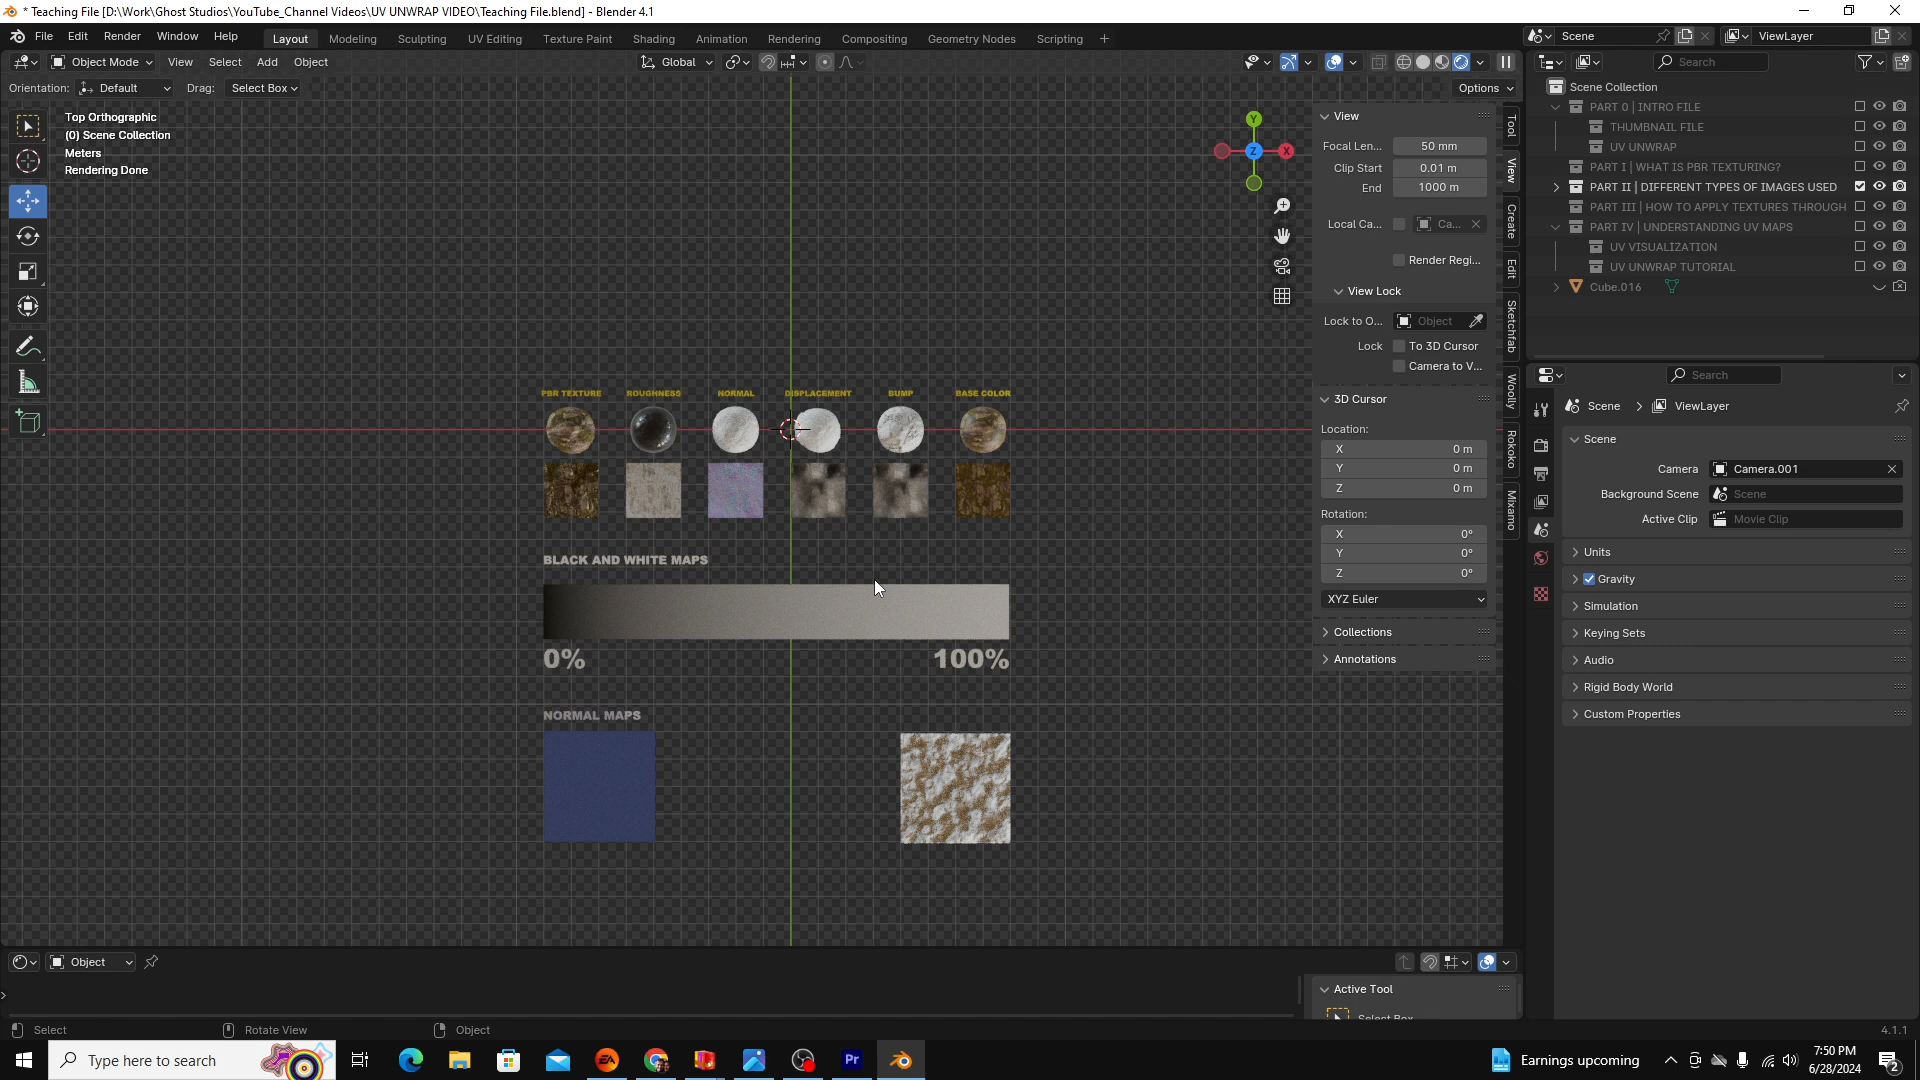 * Teaching File [D:\Work\Ghost Studios\YouTube_Channel Videos\UV UNWRAP VIDEO\Teaching File.blend] - Blender 4.1
File Edit Render Window Help Layout Modeling Sculpting UV Editing Texture Paint Shading Animation Rendering Compositing Geometry Nodes Scripting + Scene ViewLayer
Object Mode View Select Add Object Global Search
Orientation: Default Drag: Select Box Options
Top Orthographic
(0) Scene Collection
Meters
Rendering Done
Y
Z
X
View
Focal Len... 50 mm
Clip Start 0.01 m
End 1000 m
Local Ca... Ca...
Render Regi...
View Lock
Lock to O... Object
Lock To 3D Cursor
Camera to V...
3D Cursor
Location:
X 0 m
Y 0 m
Z 0 m
Rotation:
X 0°
Y 0°
Z 0°
XYZ Euler
Collections
Annotations
Tool
View
Create
Edit
Sketchfab
Woolly
Rokoko
Mixamo
PBR TEXTURE ROUGHNESS NORMAL DISPLACEMENT BUMP BASE COLOR
BLACK AND WHITE MAPS
0% 100%
NORMAL MAPS
Scene Collection
PART 0 | INTRO FILE
THUMBNAIL FILE
UV UNWRAP
PART I | WHAT IS PBR TEXTURING?
PART II | DIFFERENT TYPES OF IMAGES USED
PART III | HOW TO APPLY TEXTURES THROUGH
PART IV | UNDERSTANDING UV MAPS
UV VISUALIZATION
UV UNWRAP TUTORIAL
Cube.016
Search
Scene ViewLayer
Scene
Camera Camera.001
Background Scene Scene
Active Clip Movie Clip
Units
Gravity
Simulation
Keying Sets
Audio
Rigid Body World
Custom Properties
Object
Active Tool
Select Box
Select Rotate View Object 4.1.1
Type here to search
Pr
Earnings upcoming
7:50 PM
6/28/2024
2